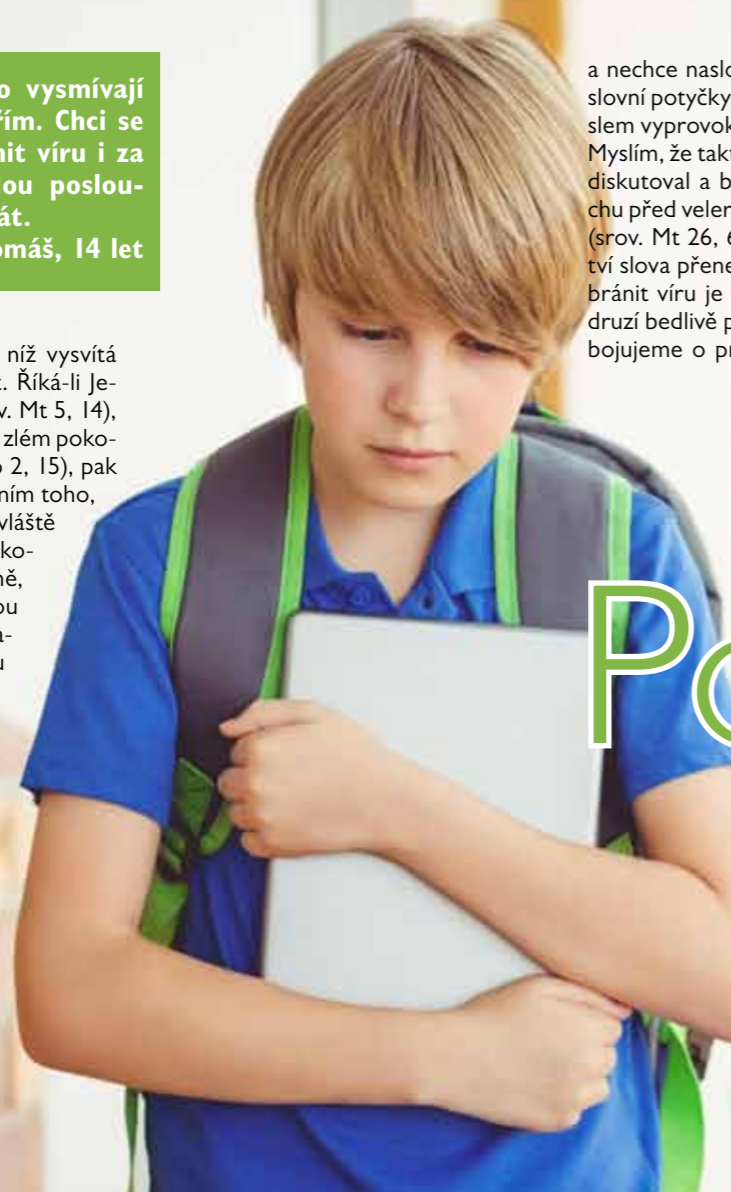 o vysmívají
řím. Chci se
nit víru i za
ou poslou-
át.
omáš, 14 let
níž vysvítá
. Říká-li Je-
v. Mt 5, 14),
zlém poko-
2, 15), pak
ním toho,
vláště
ko-
ně,
ou
a-
u
a nechce naslo
slovní potyčky
slem vyprovok
Myslím, že takt
diskutoval a b
chu před velen
(srov. Mt 26, 6
tví slova přene
bránit víru je
druzí bedlivě p
bojujeme o pr
Po